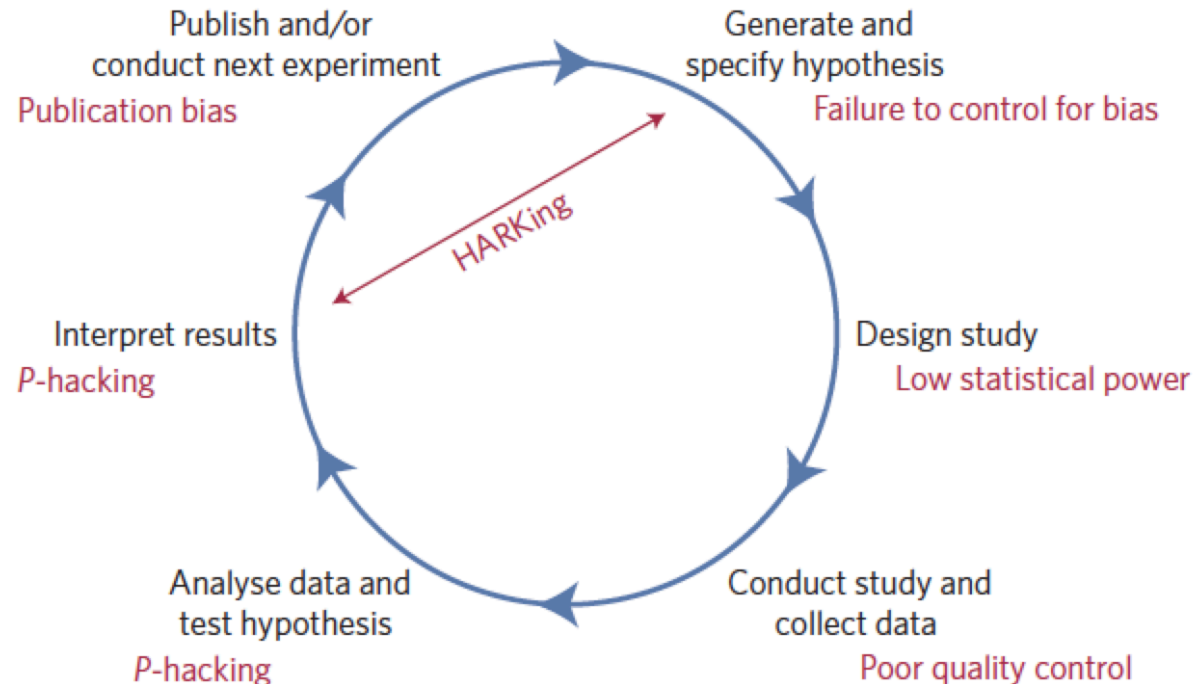 Publish and/or
conduct next experiment
Publication bias
Generate and
specify hypothesis
Failure to control for bias
HARKing
Interpret results
P-hacking
Design study
Low statistical power
Analyse data and
test hypothesis
P-hacking
Conduct study and
collect data
Poor quality control